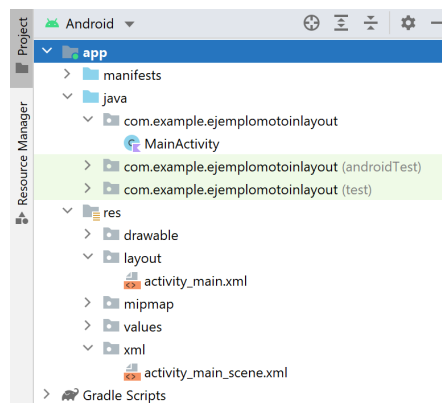 Project
Resource Manager
Android
app
manifests
java
com.example.ejemplomotoinlayout
MainActivity
com.example.ejemplomotoinlayout (androidTest)
com.example.ejemplomotoinlayout (test)
res
drawable
layout
activity_main.xml
mipmap
values
xml
activity_main_scene.xml
Gradle Scripts